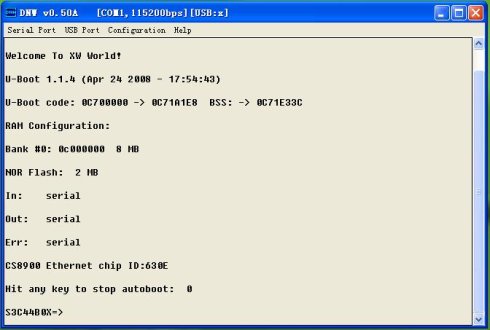 DNW v0.50A [COM1,115200bps][USB:x]
Serial Port USB Port Configuration Help
Welcome To XW World!
U-Boot 1.1.4 (Apr 24 2008 - 17:54:43)
U-Boot code: 0C700000 -> 0C71A1E8 BSS: -> 0C71E33C
RAM Configuration:
Bank #0: 0c000000 8 MB
NOR Flash: 2 MB
In: serial
Out: serial
Err: serial
CS8900 Ethernet chip ID:630E
Hit any key to stop autoboot: 0
S3C44B0X=>